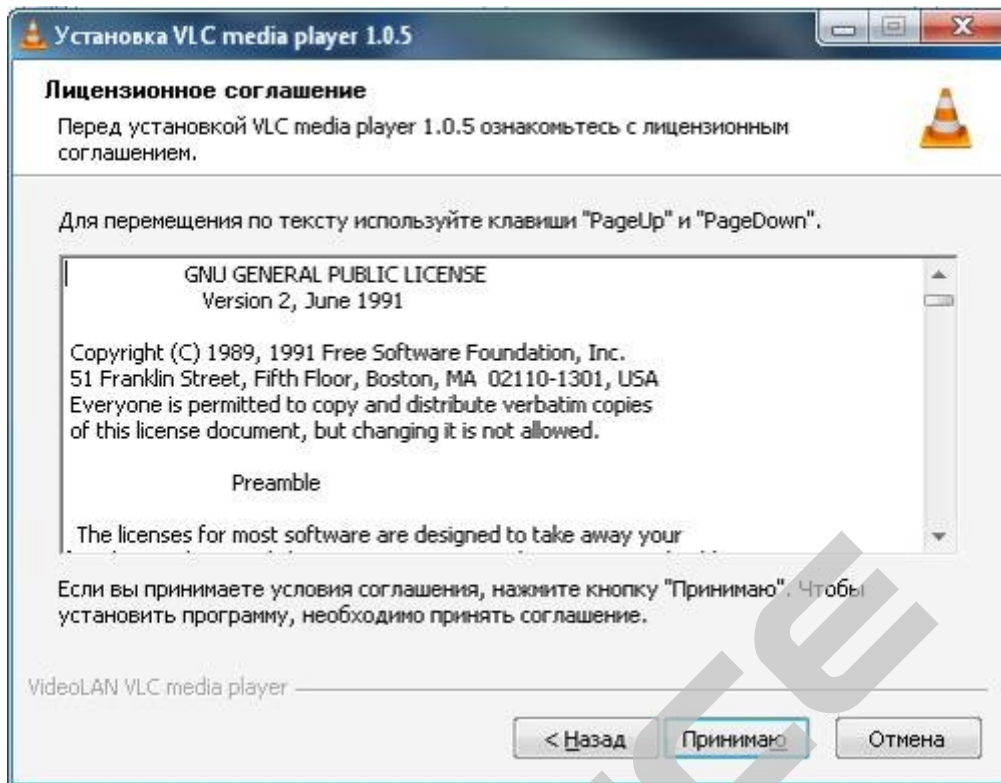 Установка VLC media player 1.0.5
Лицензионное соглашение
Перед установкой VLC media player 1.0.5 ознакомьтесь с лицензионным
соглашением.
Для перемещения по тексту используйте клавиши "PageUp" и "PageDown".
GNU GENERAL PUBLIC LICENSE
Version 2, June 1991
Copyright (C) 1989, 1991 Free Software Foundation, Inc.
51 Franklin Street, Fifth Floor, Boston, MA  02110-1301, USA
Everyone is permitted to copy and distribute verbatim copies
of this license document, but changing it is not allowed.
Preamble
The licenses for most software are designed to take away your
Если вы принимаете условия соглашения, нажмите кнопку "Принимаю". Чтобы
установить программу, необходимо принять соглашение.
VideoLAN VLC media player
< Назад
Принимаю
Отмена